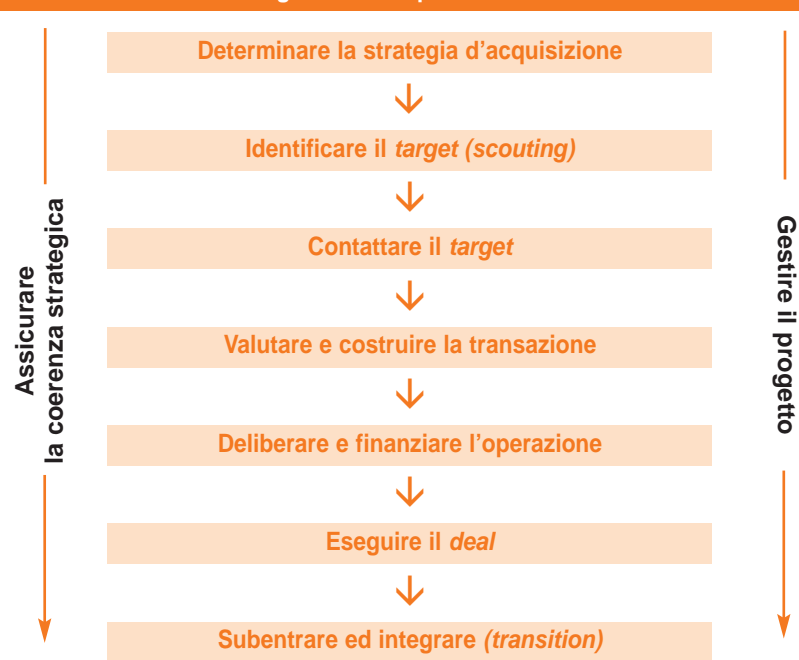 Determinare la strategia d’acquisizione
Identificare il target (scouting)
Contattare il target
Valutare e costruire la transazione
Deliberare e finanziare l’operazione
Eseguire il deal
Subentrare ed integrare (transition)
Assicurare
la coerenza strategica
Gestire il progetto